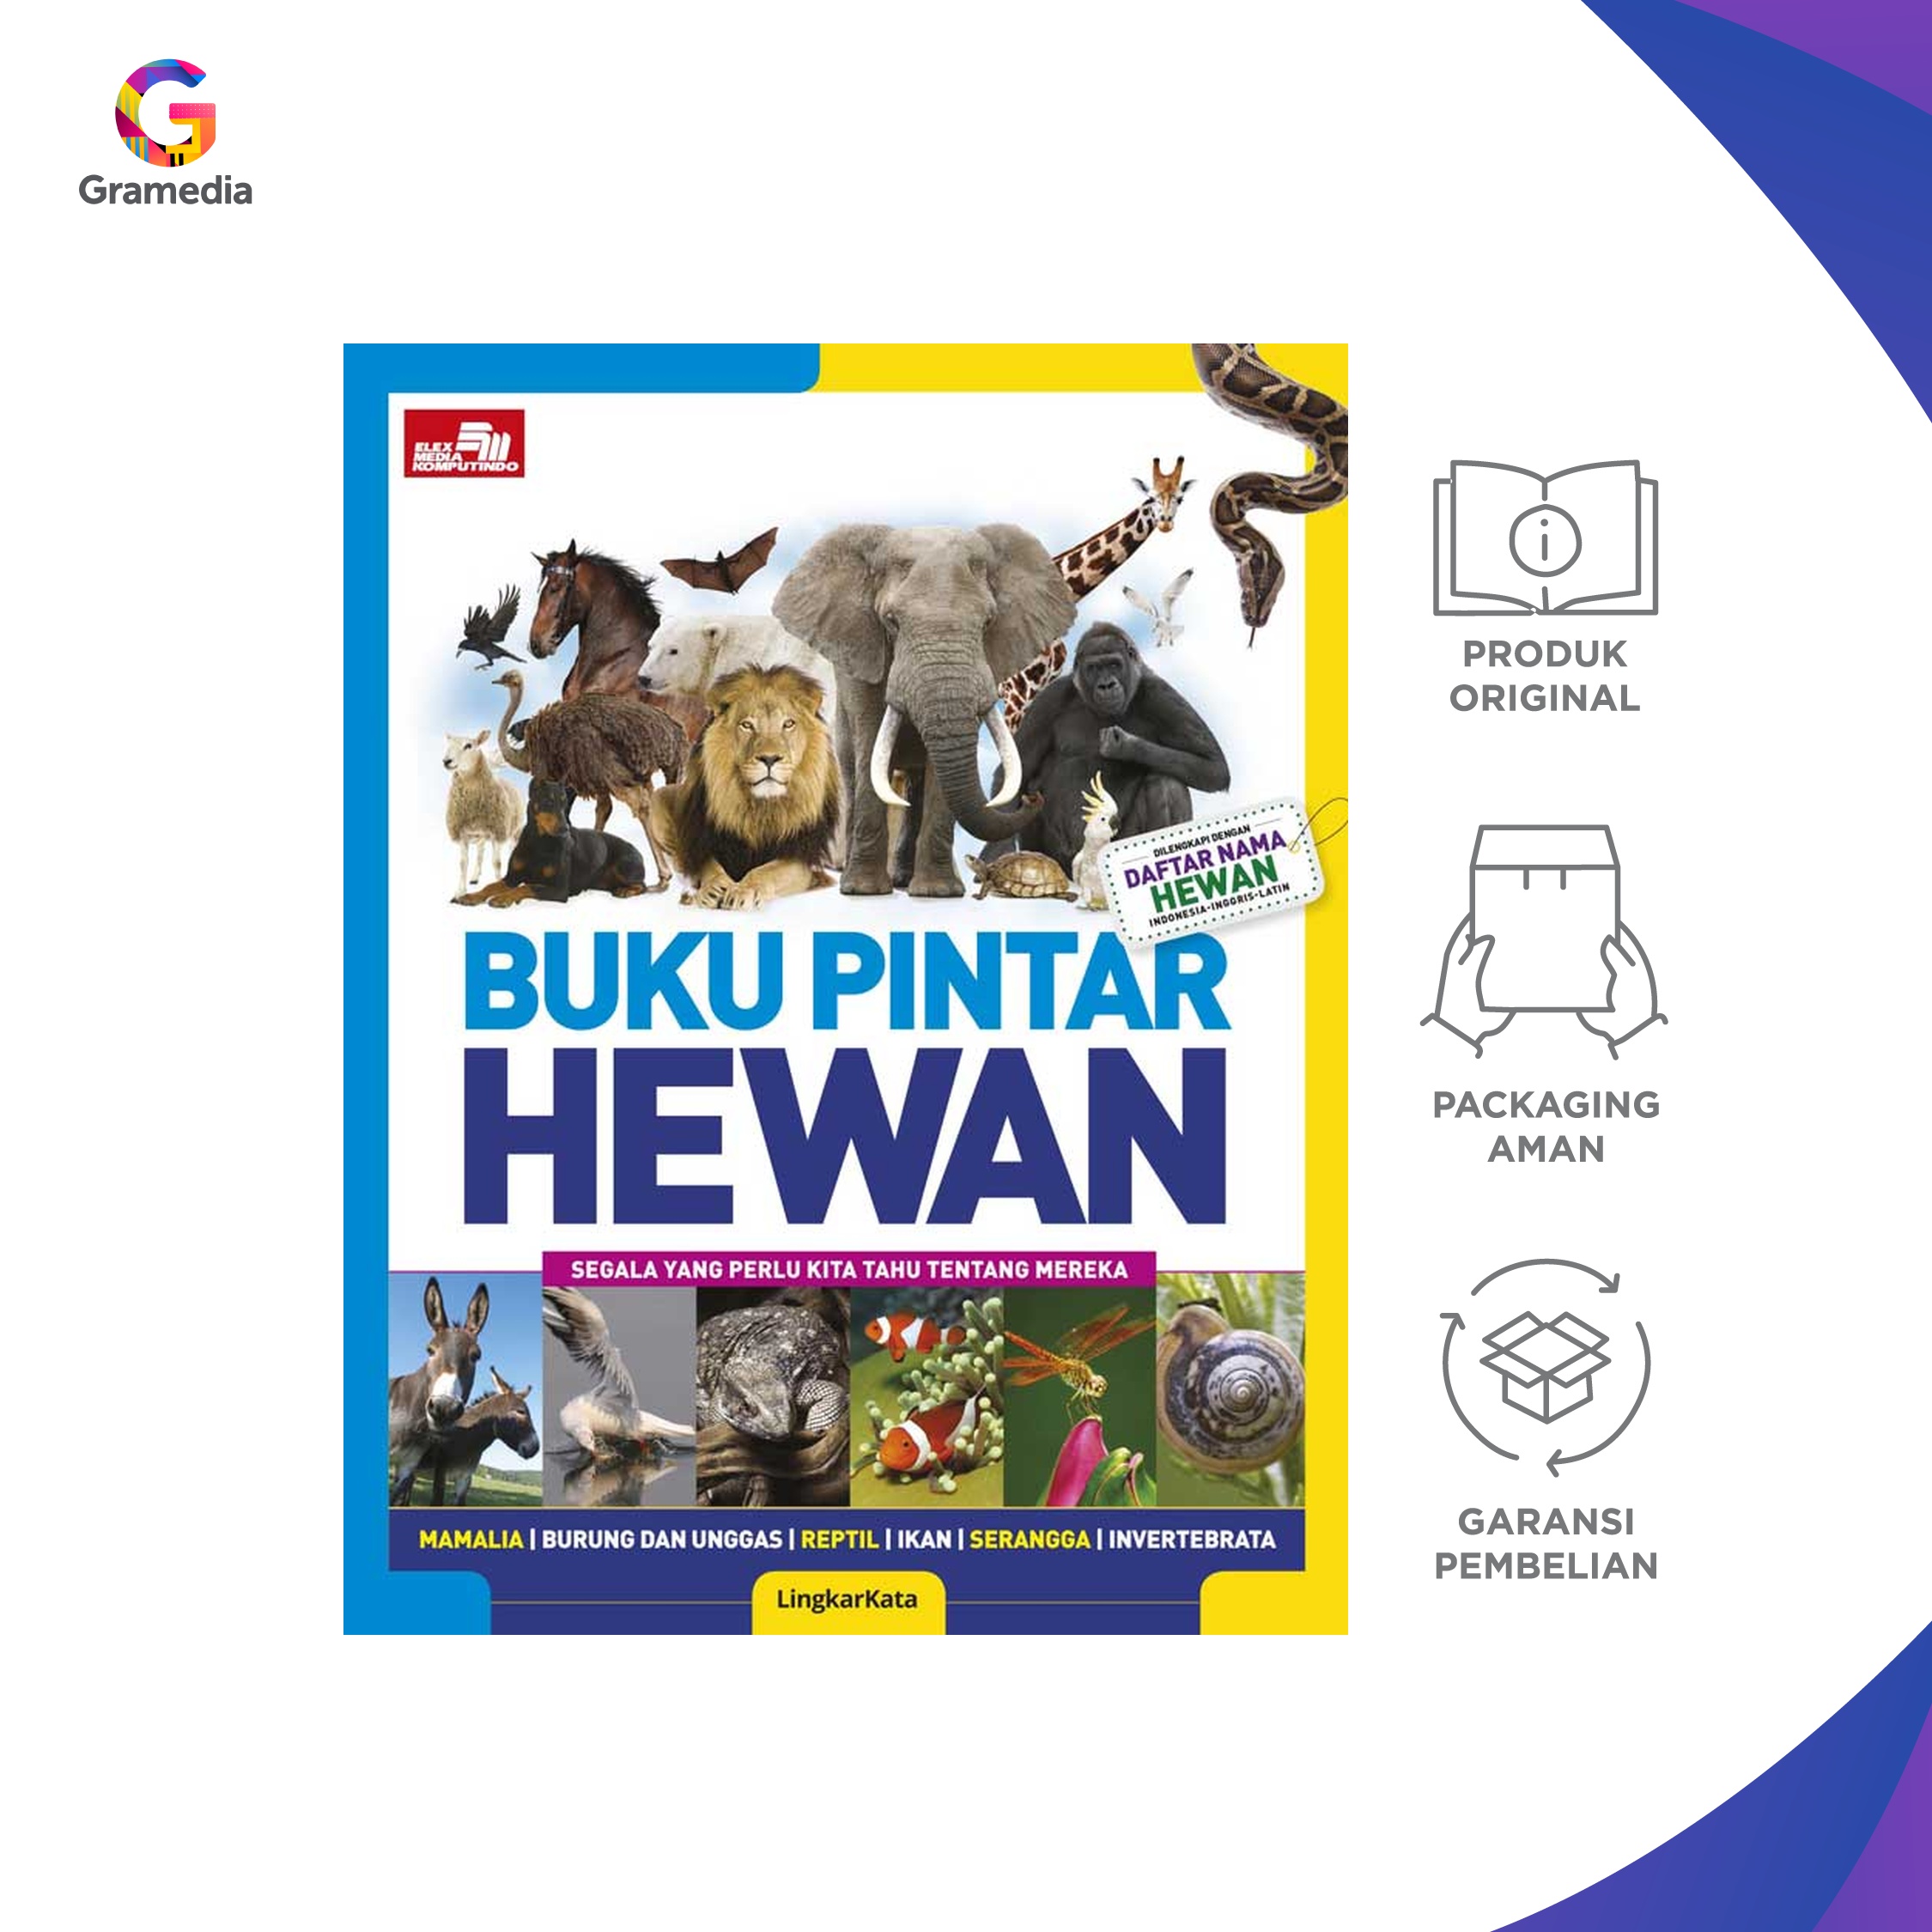 Gramedia
ELEX
MEDIA
KOMPUTINDO
DILENGKAPI DENGAN
DAFTAR NAMA
HEWAN
INDONESIA-INGGRIS-LATIN
BUKU PINTAR
HEWAN
SEGALA YANG PERLU KITA TAHU TENTANG MEREKA
MAMALIA | BURUNG DAN UNGGAS | REPTIL | IKAN | SERANGGA | INVERTEBRATA
LingkarKata
PRODUK
ORIGINAL
PACKAGING
AMAN
GARANSI
PEMBELIAN